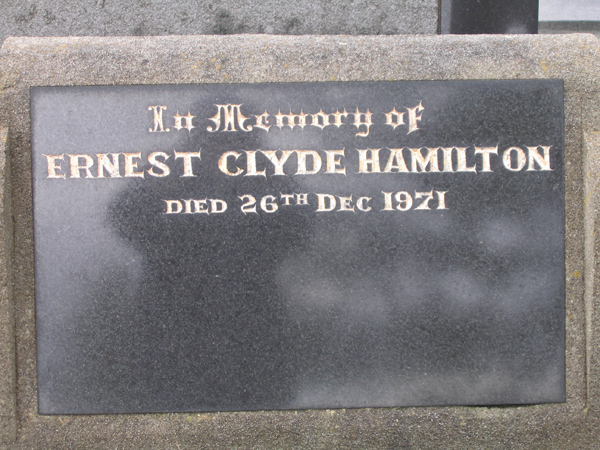 In Memory of
ERNEST CLYDE HAMILTON
DIED 26TH DEC 1971